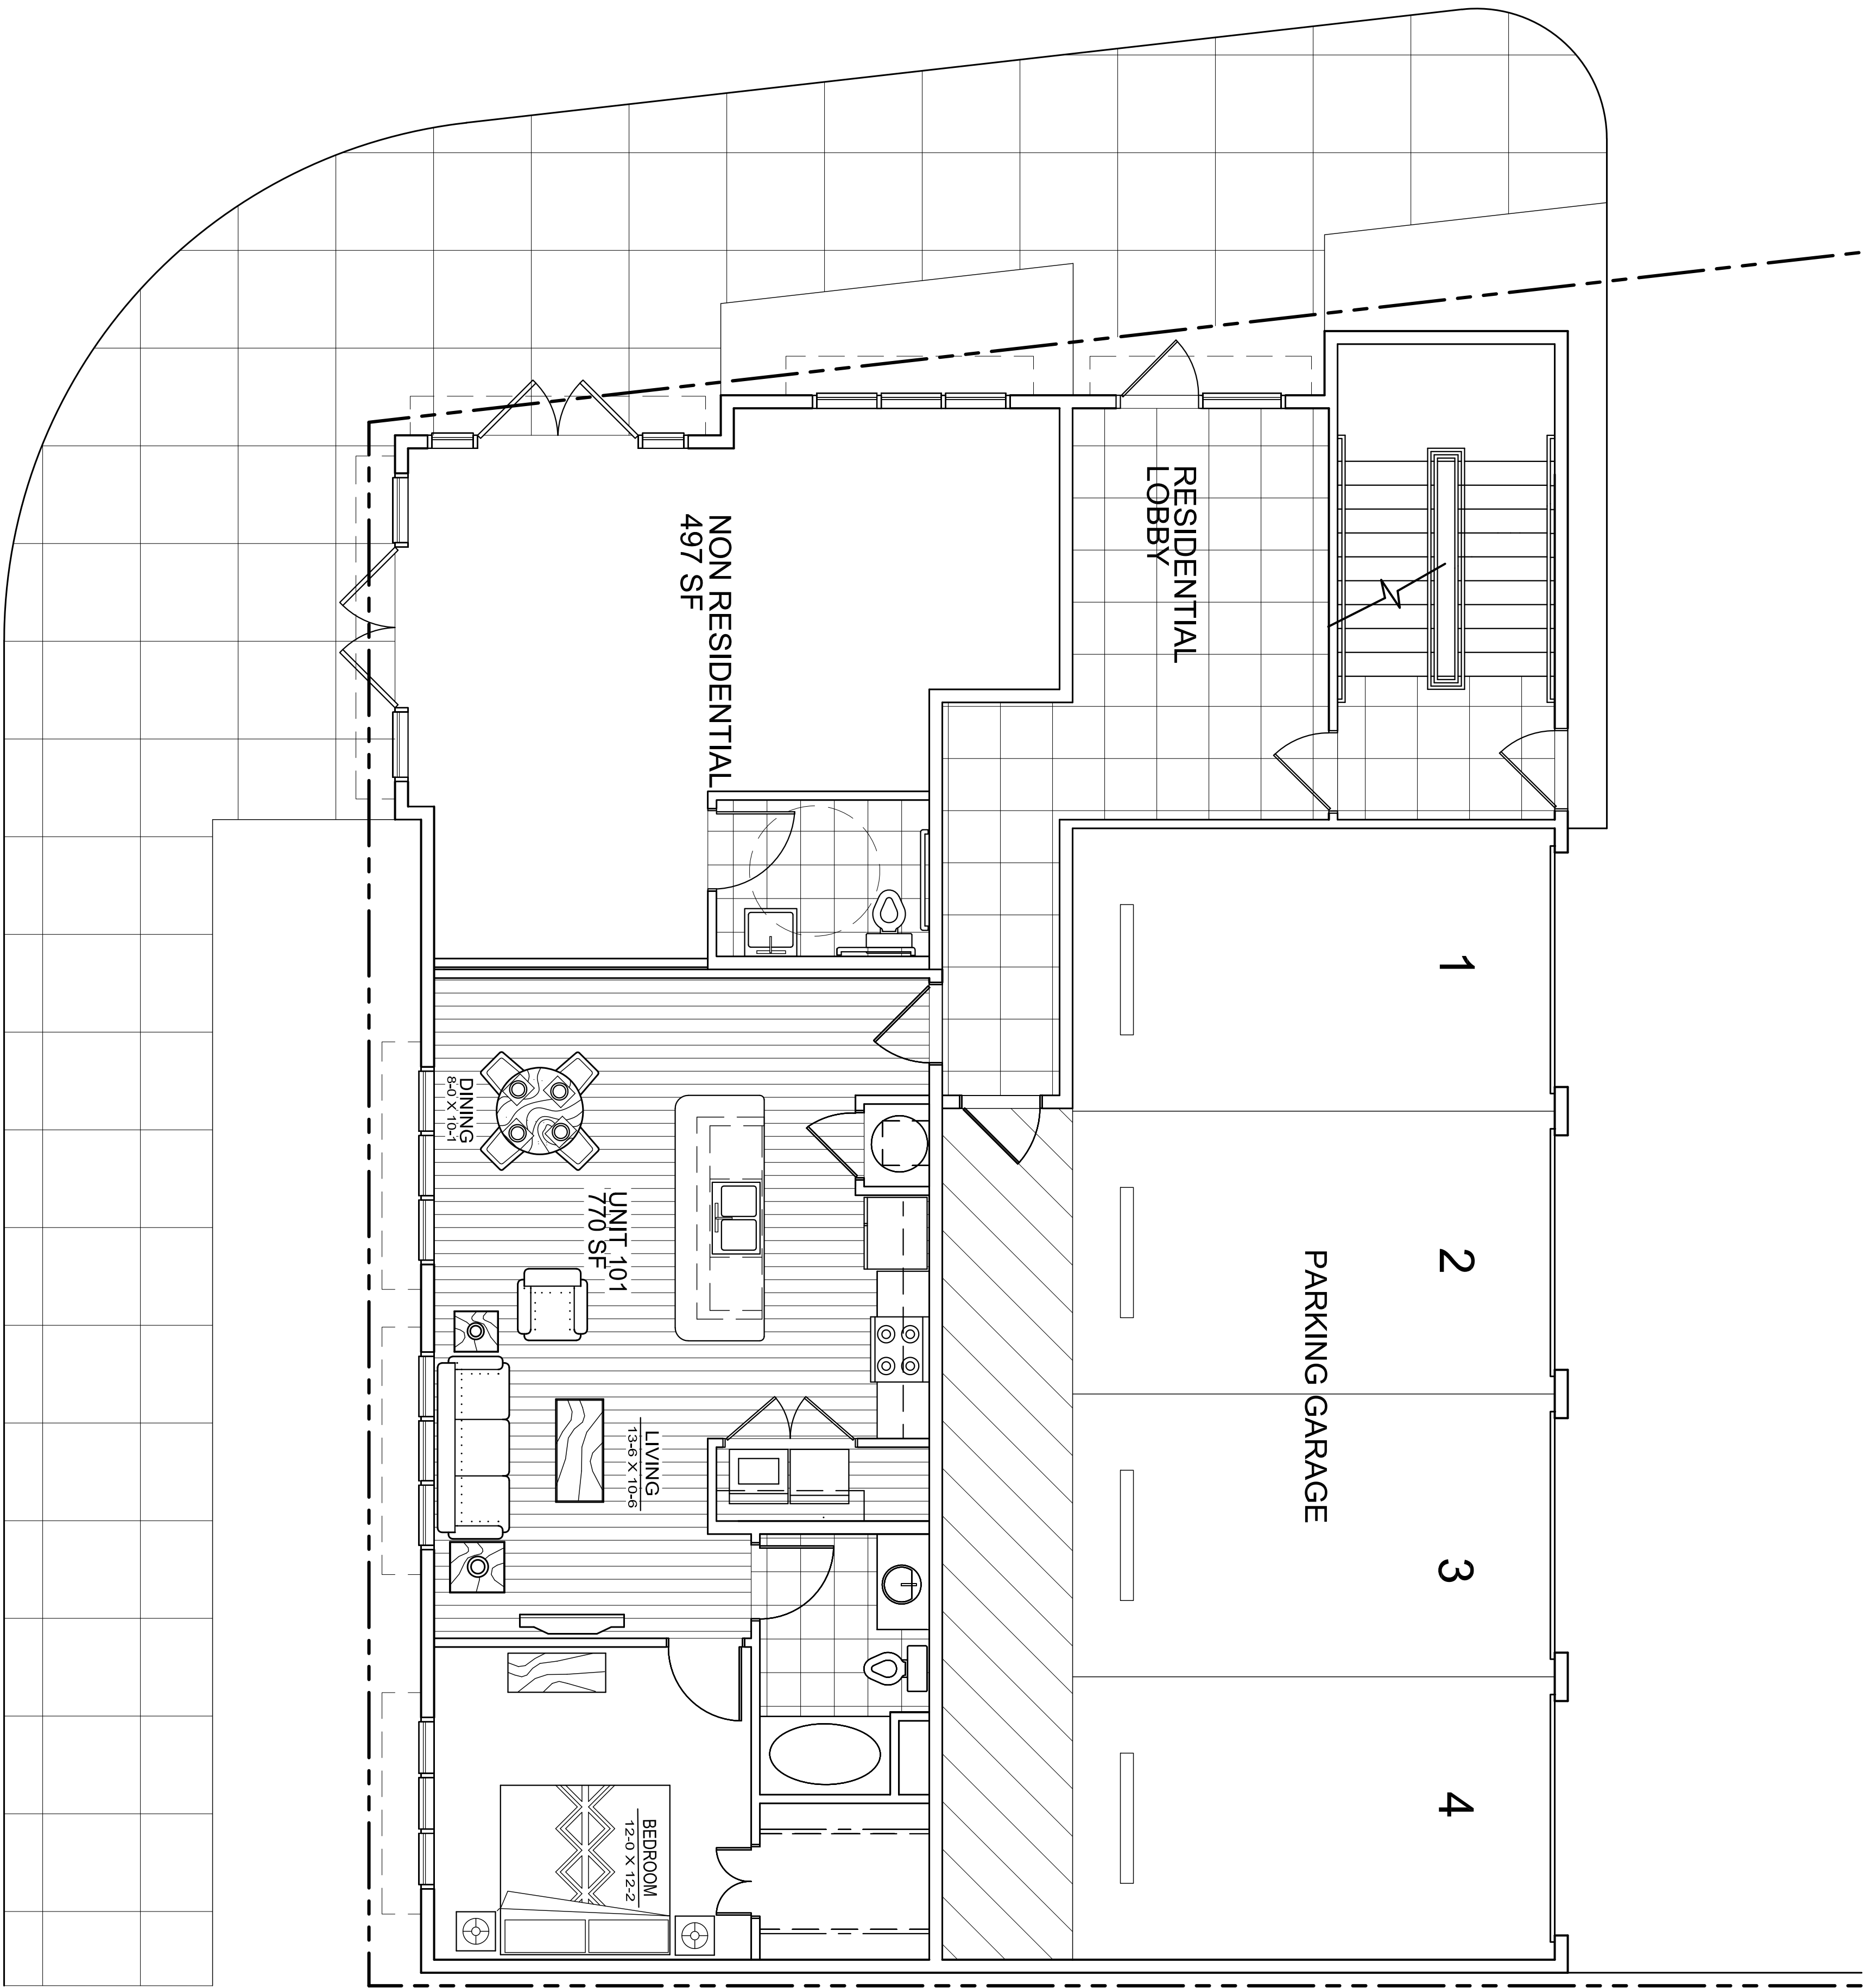 RESIDENTIAL
LOBBY
NON RESIDENTIAL
497 SF
1
2
3
4
PARKING GARAGE
DINING
8-0 X 10-1
UNIT 101
770 SF
LIVING
13-6 X 10-6
BEDROOM
12-0 X 12-2